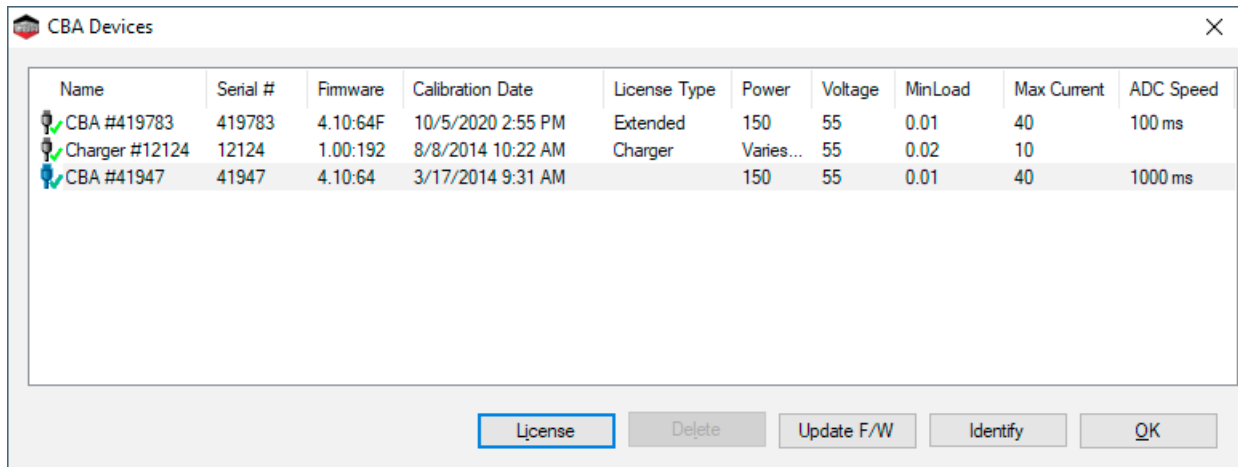 CBA Devices
Name Serial # Firmware Calibration Date License Type Power Voltage MinLoad Max Current ADC Speed
CBA #419783 419783 4.10:64F 10/5/2020 2:55 PM Extended 150 55 0.01 40 100 ms
Charger #12124 12124 1.00:192 8/8/2014 10:22 AM Charger Varies... 55 0.02 10
CBA #41947 41947 4.10:64 3/17/2014 9:31 AM 150 55 0.01 40 1000 ms
License Delete Update F/W Identify OK